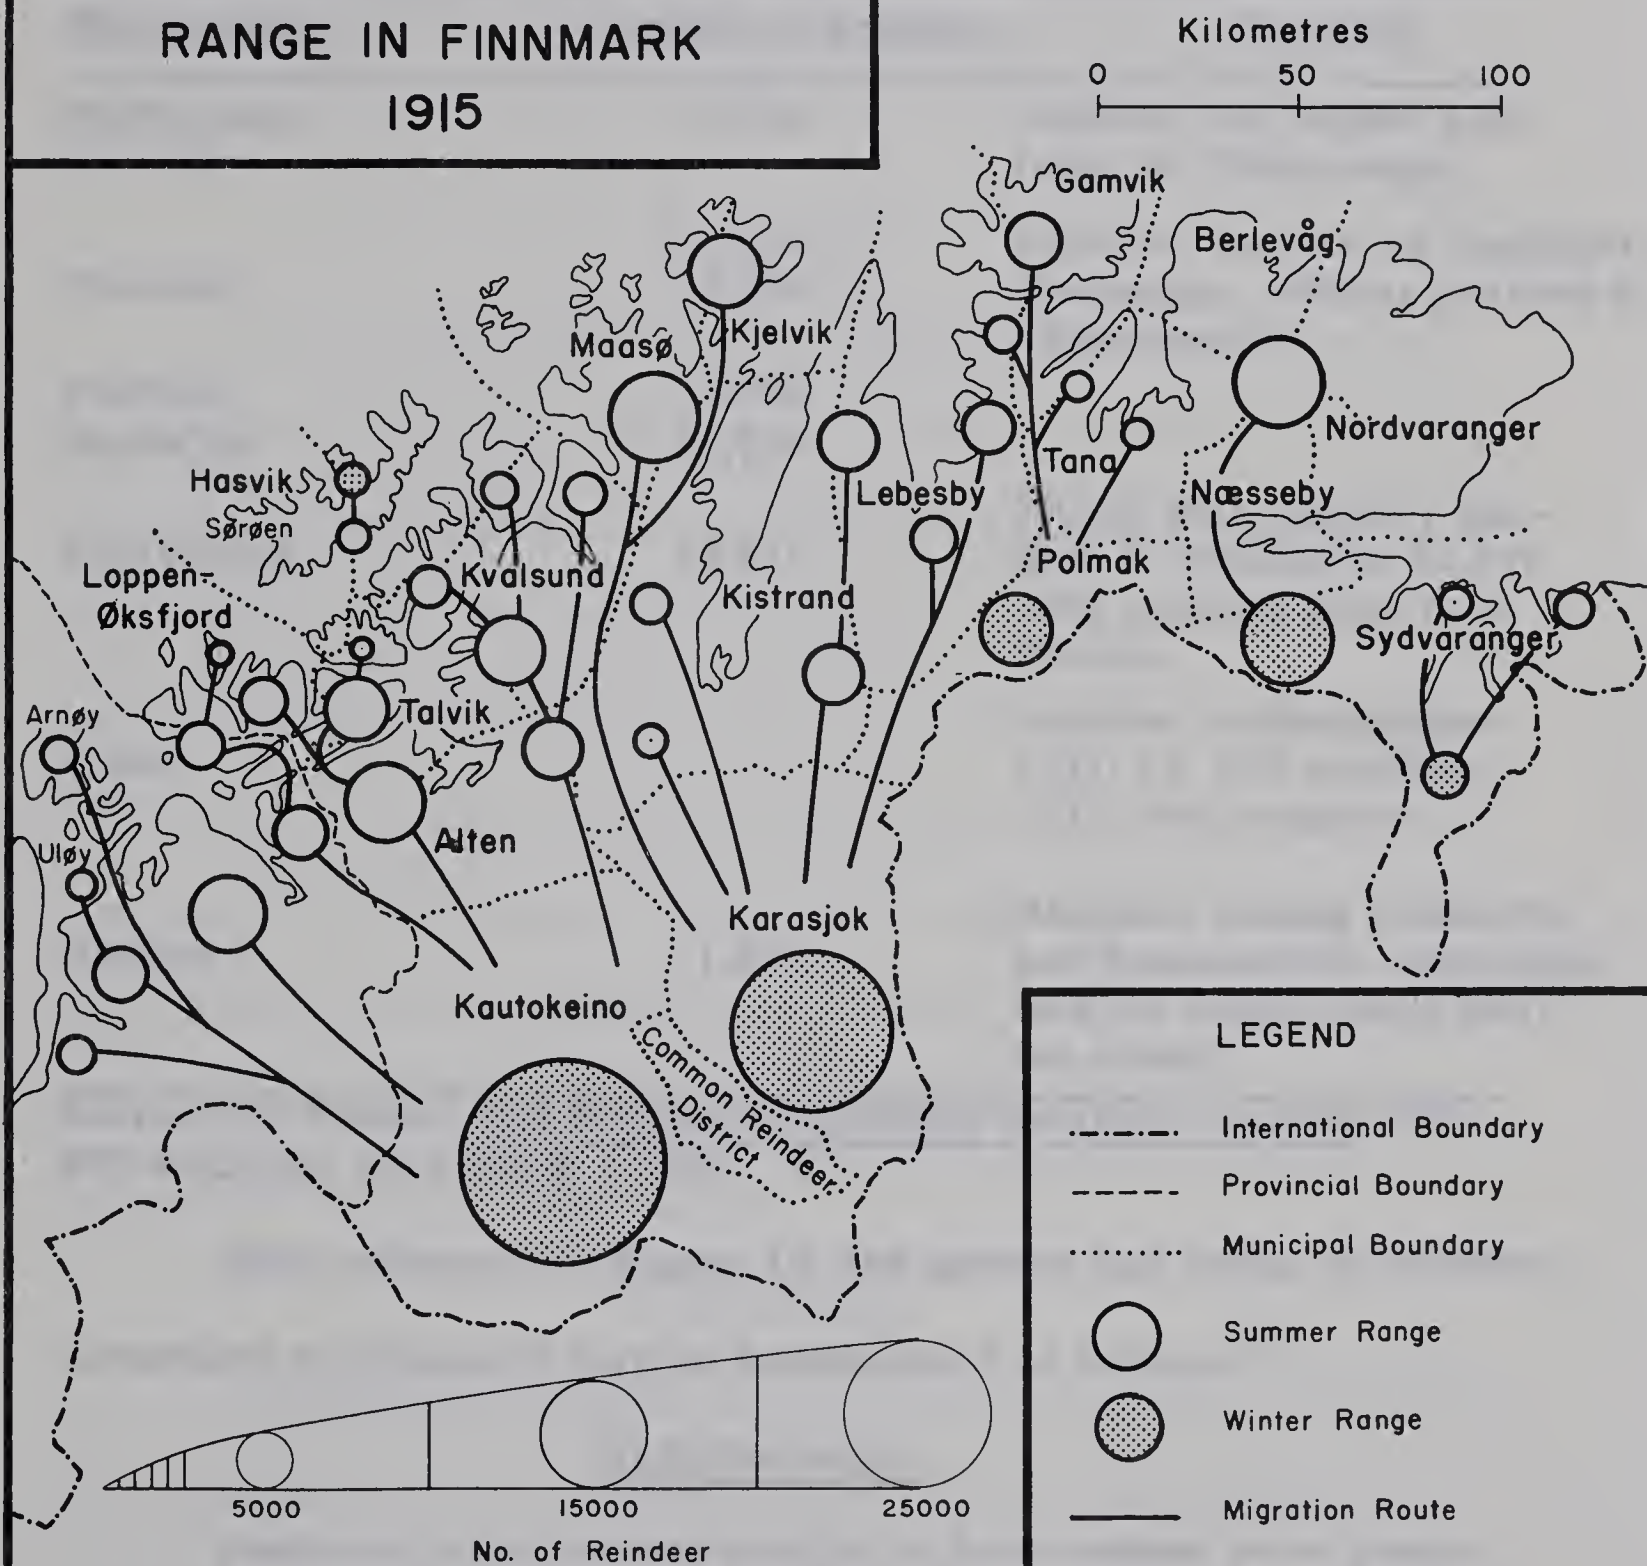 RANGE IN FINNMARK
1915
Kilometres
0 50 100
Gamvik
Berlevåg
Kjelvik
Maasø
Nordvaranger
Hasvik
Sørøen
Tana
Lebesby
Næsseby
Polmak
Loppen-
Øksfjord
Kvalsund
Kistrand
Sydvaranger
Arnøy
Talvik
Uløy
Alten
Karasjok
Kautokeino
Common Reindeer
District
LEGEND
International Boundary
Provincial Boundary
Municipal Boundary
Summer Range
Winter Range
Migration Route
5000 15000 25000
No. of Reindeer